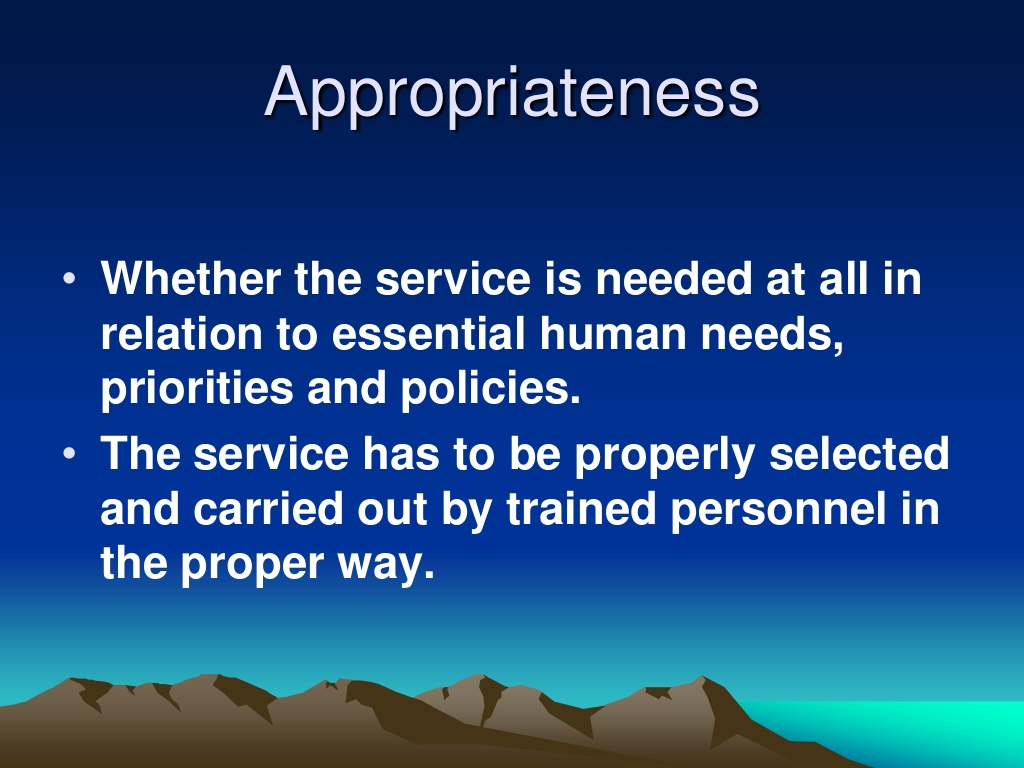 Appropriateness
• Whether the service is needed at all in
relation to essential human needs,
priorities and policies.
• The service has to be properly selected
and carried out by trained personnel in
the proper way.